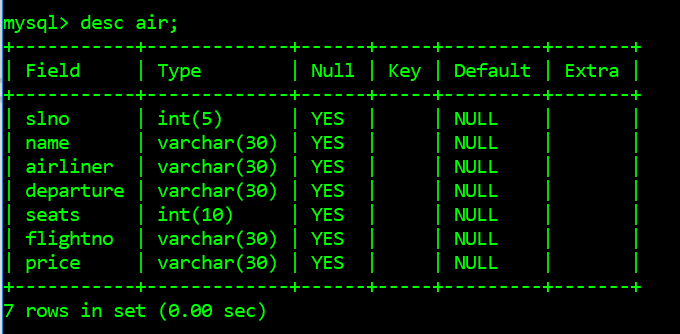 mysql> desc air;
+-----------+-------------+------+-----+---------+-------+
| Field     | Type        | Null | Key | Default | Extra |
+-----------+-------------+------+-----+---------+-------+
| slno      | int(5)      | YES  |     | NULL    |       |
| name      | varchar(30) | YES  |     | NULL    |       |
| airliner  | varchar(30) | YES  |     | NULL    |       |
| departure | varchar(30) | YES  |     | NULL    |       |
| seats     | int(10)     | YES  |     | NULL    |       |
| flightno  | varchar(30) | YES  |     | NULL    |       |
| price     | varchar(30) | YES  |     | NULL    |       |
+-----------+-------------+------+-----+---------+-------+
7 rows in set (0.00 sec)